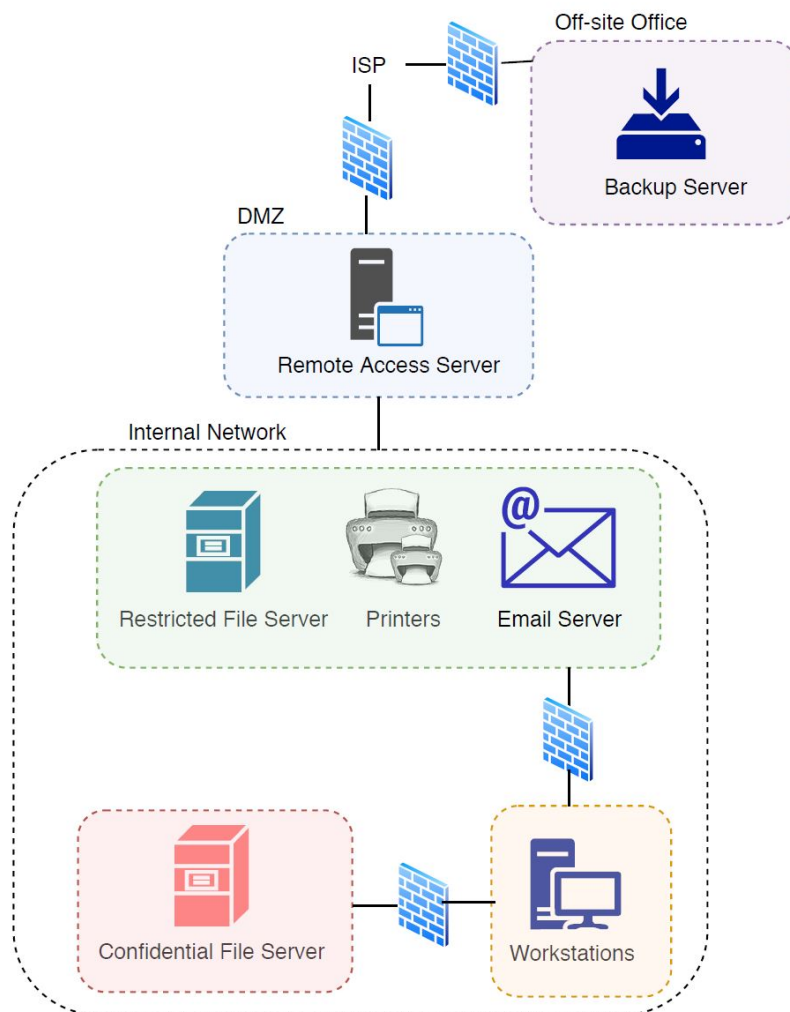 Off-site Office
ISP
Backup Server
DMZ
Remote Access Server
Internal Network
@
Restricted File Server
Printers
Email Server
Confidential File Server
Workstations